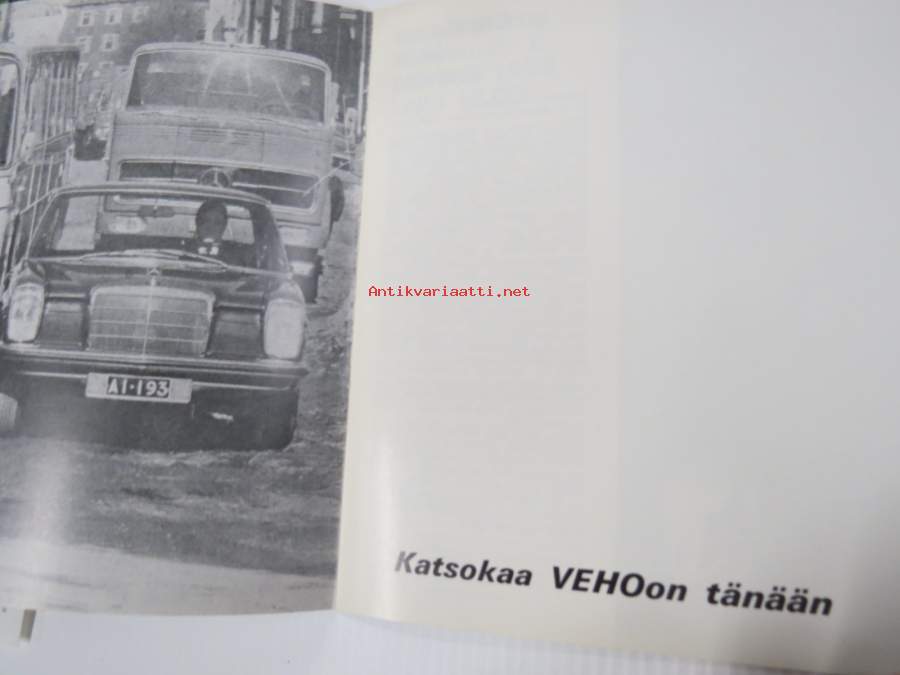 AI-193
Antikvariaatti.net
Katsokaa VEHOon tänään